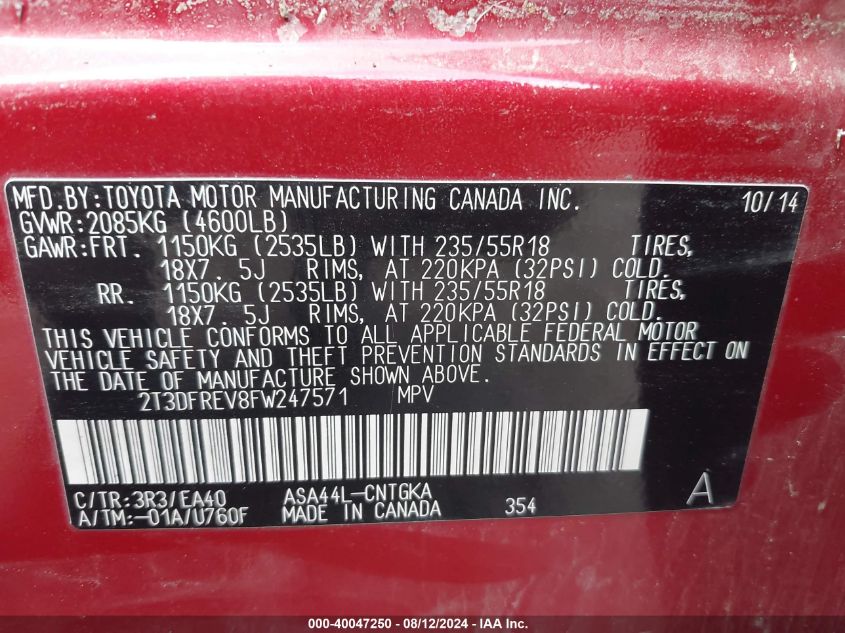 MFD.BY:TOYOTA MOTOR MANUFACTURING CANADA INC. 10/14
GVWR:2085KG (4600LB)
GAWR:FRT. 1150KG (2535LB) WITH 235/55R18 TIRES,
18X7.5J RIMS, AT 220KPA (32PSI) COLD.
RR. 1150KG (2535LB) WITH 235/55R18 TIRES,
18X7.5J RIMS, AT 220KPA (32PSI) COLD.
THIS VEHICLE CONFORMS TO ALL APPLICABLE FEDERAL MOTOR
VEHICLE SAFETY AND THEFT PREVENTION STANDARDS IN EFFECT ON
THE DATE OF MANUFACTURE SHOWN ABOVE.
2T3DFREV8FW247571 MPV
C/TR:3R3/EA40 ASA44L-CNTGKA A
A/TM:-01A/U760F MADE IN CANADA 354
000-40047250 - 08/12/2024 - IAA Inc.